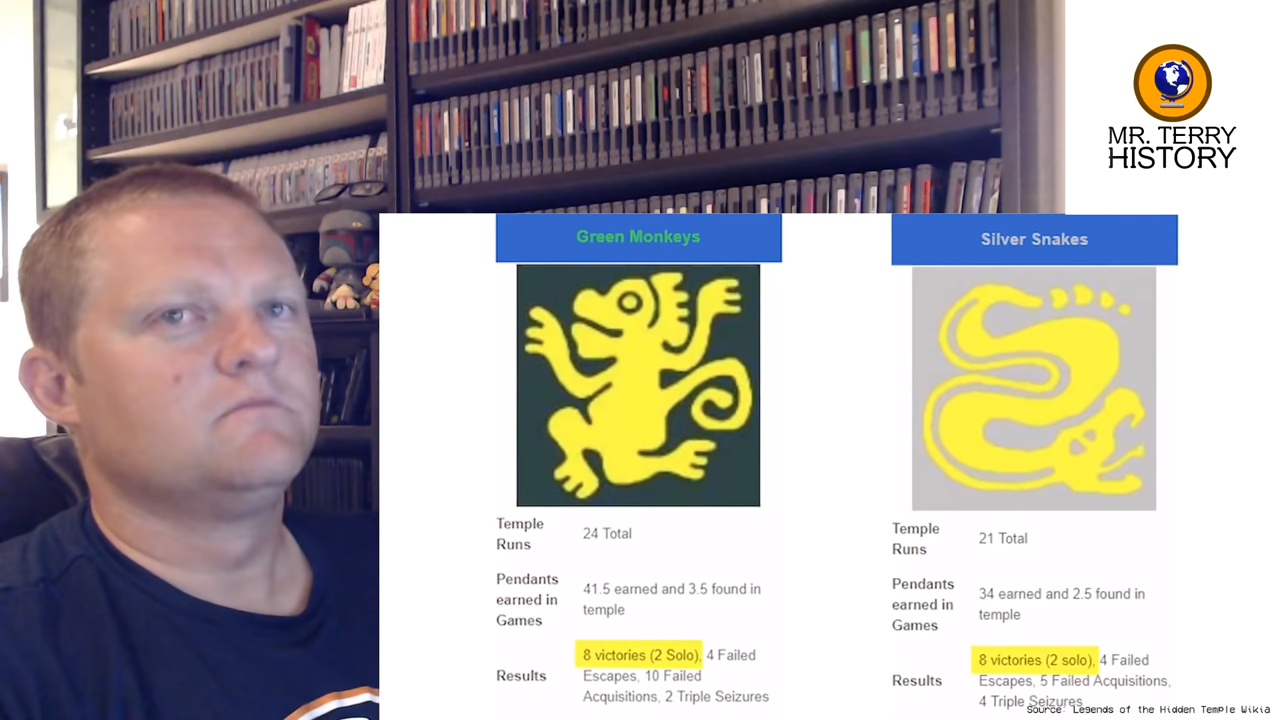 MR. TERRY
HISTORY
Green Monkeys
Temple
Runs
24 Total
Pendants
earned in
Games
41.5 earned and 3.5 found in
temple
Results
8 victories (2 Solo), 4 Failed
Escapes, 10 Failed
Acquisitions, 2 Triple Seizures
Silver Snakes
Temple
Runs
21 Total
Pendants
earned in
Games
34 earned and 2.5 found in
temple
Results
8 victories (2 solo), 4 Failed
Escapes, 5 Failed Acquisitions,
4 Triple Seizures
Source: Legends of the Hidden Temple Wikia